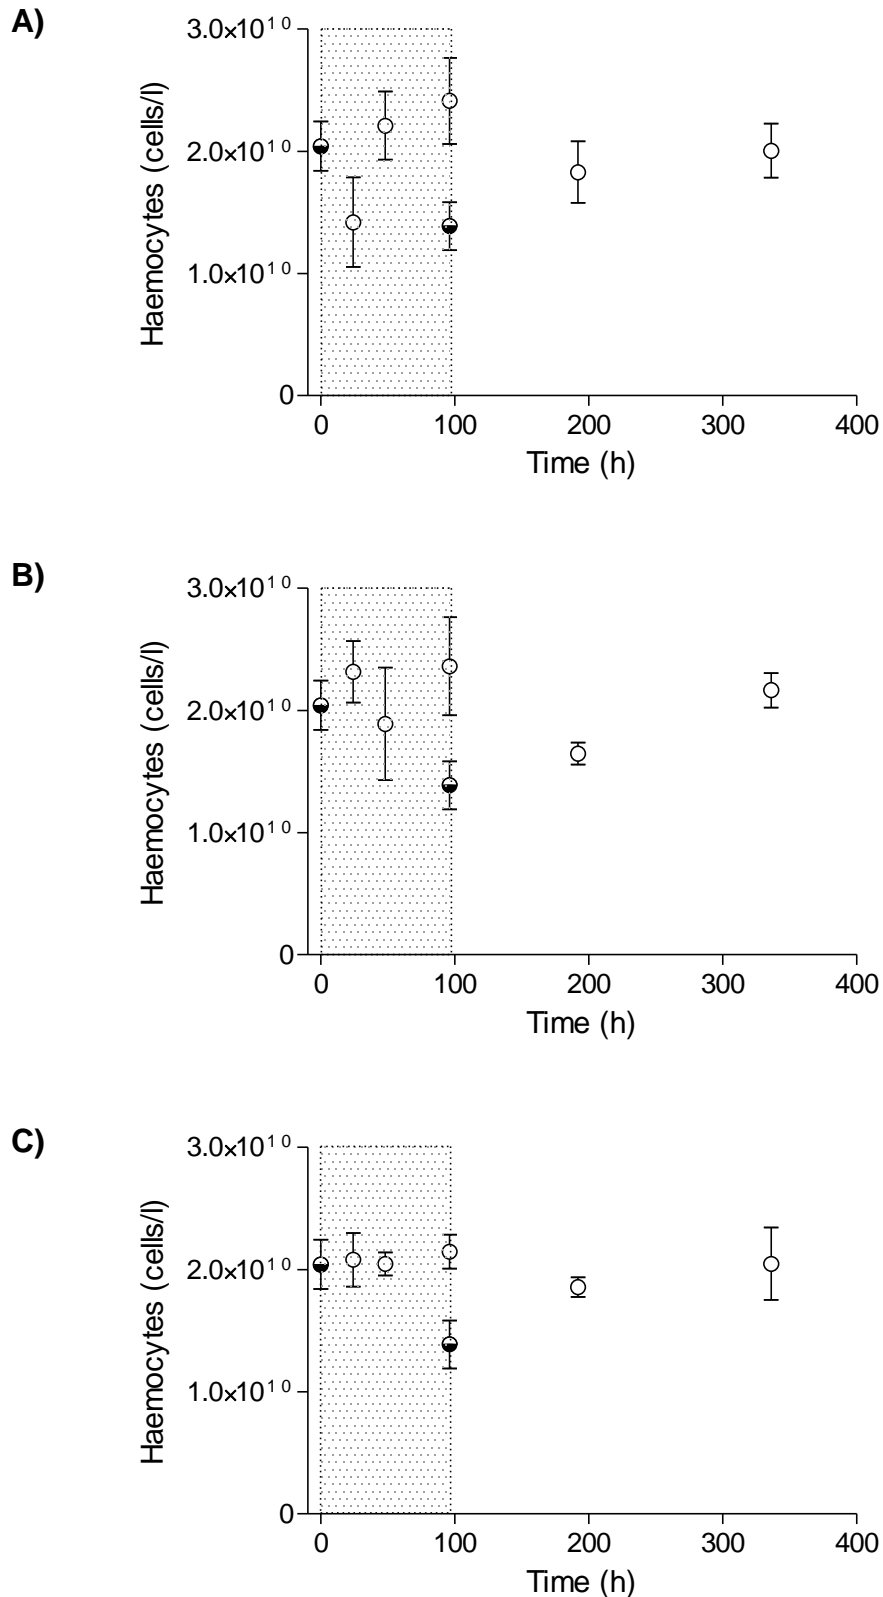 A)
3.0×10¹⁰
2.0×10¹⁰
1.0×10¹⁰
0
Haemocytes (cells/l)
0 100 200 300 400
Time (h)
B)
3.0×10¹⁰
2.0×10¹⁰
1.0×10¹⁰
0
Haemocytes (cells/l)
0 100 200 300 400
Time (h)
C)
3.0×10¹⁰
2.0×10¹⁰
1.0×10¹⁰
0
Haemocytes (cells/l)
0 100 200 300 400
Time (h)